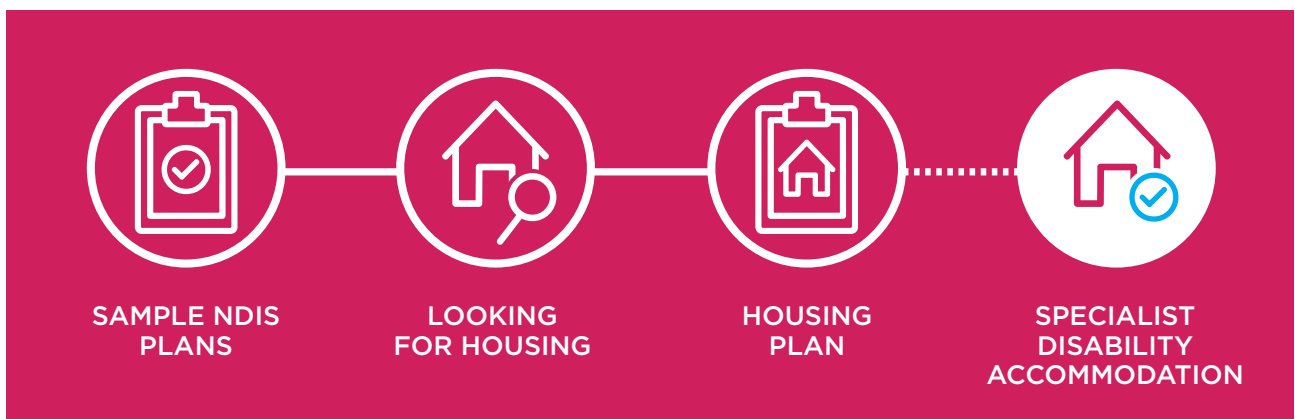 SAMPLE NDIS
PLANS
LOOKING
FOR HOUSING
HOUSING
PLAN
SPECIALIST
DISABILITY
ACCOMMODATION